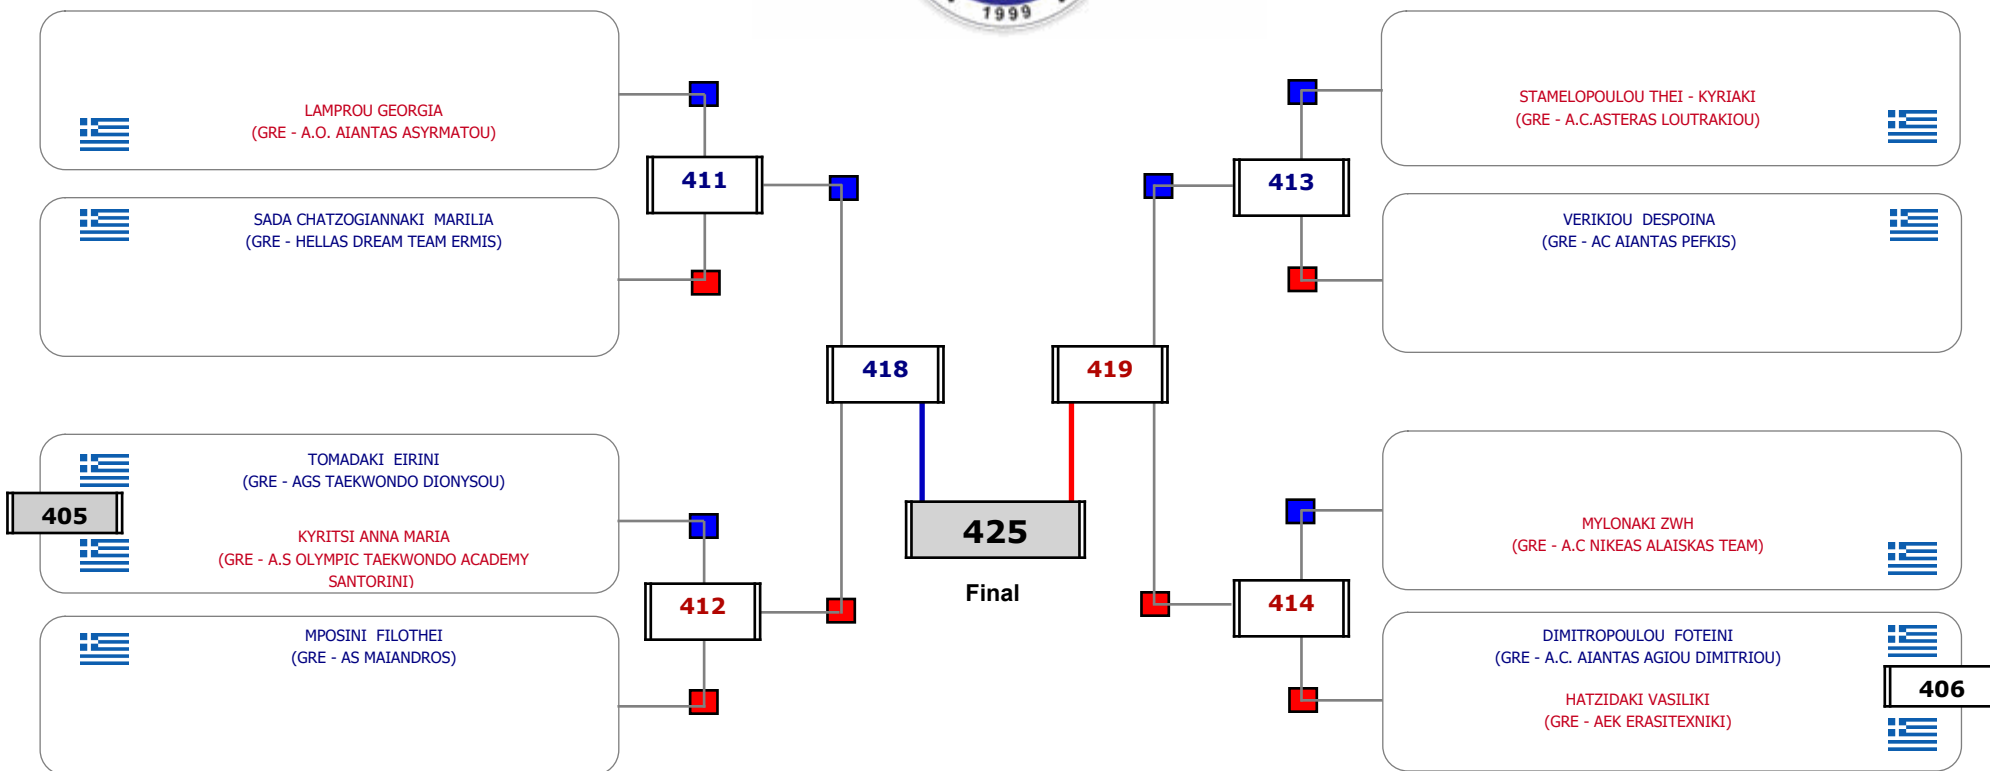 1999
LAMPROU GEORGIA
(GRE - A.O. AIANTAS ASYRMATOU)
SADA CHATZOGIANNAKI MARILIA
(GRE - HELLAS DREAM TEAM ERMIS)
411
418
405
TOMADAKI EIRINI
(GRE - AGS TAEKWONDO DIONYSOU)
KYRITSI ANNA MARIA
(GRE - A.S OLYMPIC TAEKWONDO ACADEMY
SANTORINI)
412
MPOSINI FILOTHEI
(GRE - AS MAIANDROS)
425
Final
STAMELOPOULOU THEI - KYRIAKI
(GRE - A.C.ASTERAS LOUTRAKIOU)
413
VERIKIOU DESPOINA
(GRE - AC AIANTAS PEFKIS)
419
MYLONAKI ZWH
(GRE - A.C NIKEAS ALAISKAS TEAM)
414
DIMITROPOULOU FOTEINI
(GRE - A.C. AIANTAS AGIOU DIMITRIOU)
406
HATZIDAKI VASILIKI
(GRE - AEK ERASITEXNIKI)